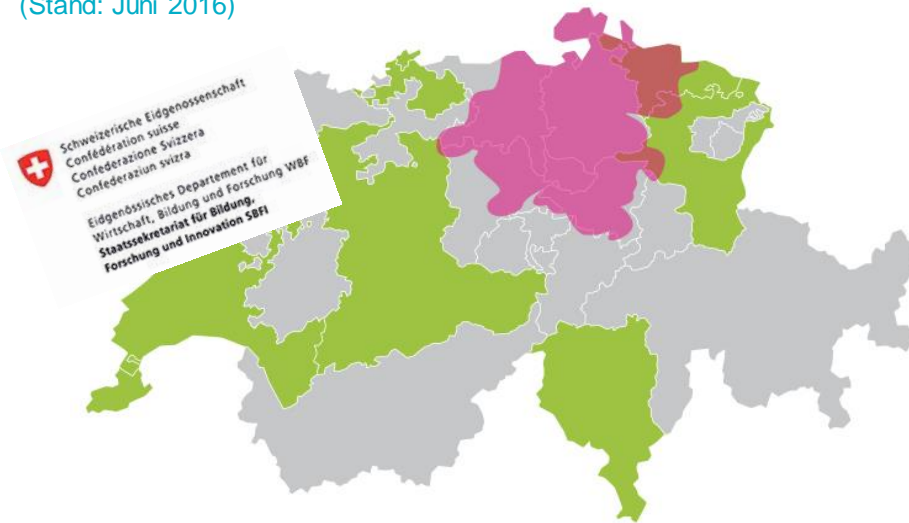 (Stand: Juni 2016)
Schweizerische Eidgenossenschaft
Confédération suisse
Confederazione Svizzera
Confederaziun svizra
Eidgenössisches Departement für
Wirtschaft, Bildung und Forschung WBF
Staatssekretariat für Bildung,
Forschung und Innovation SBFI